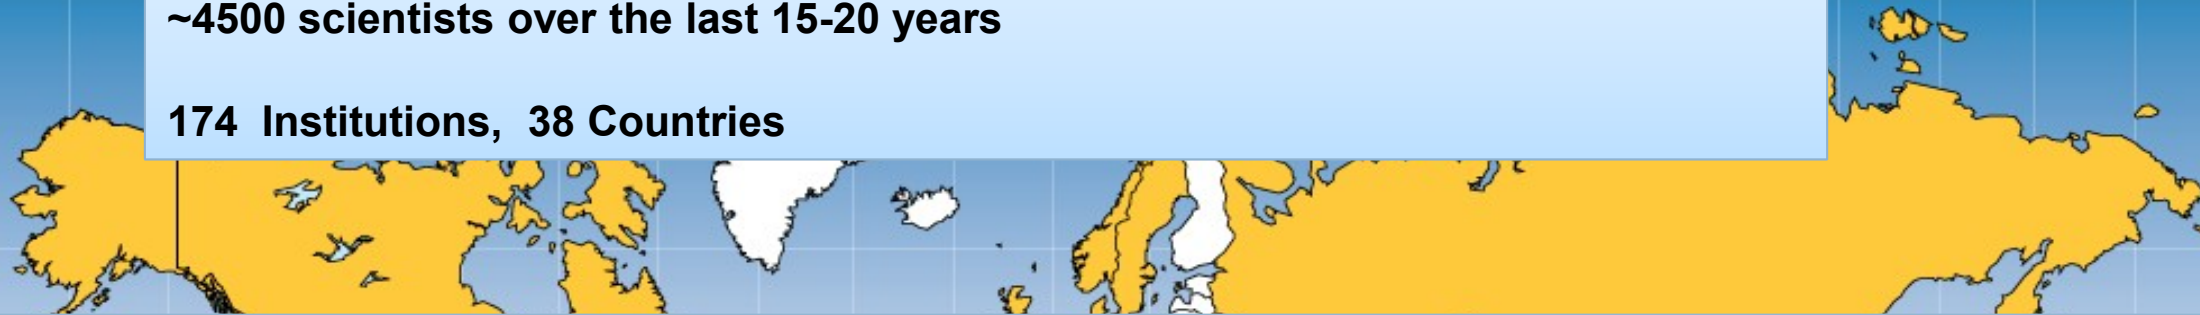 ~4500 scientists over the last 15-20 years
174 Institutions, 38 Countries